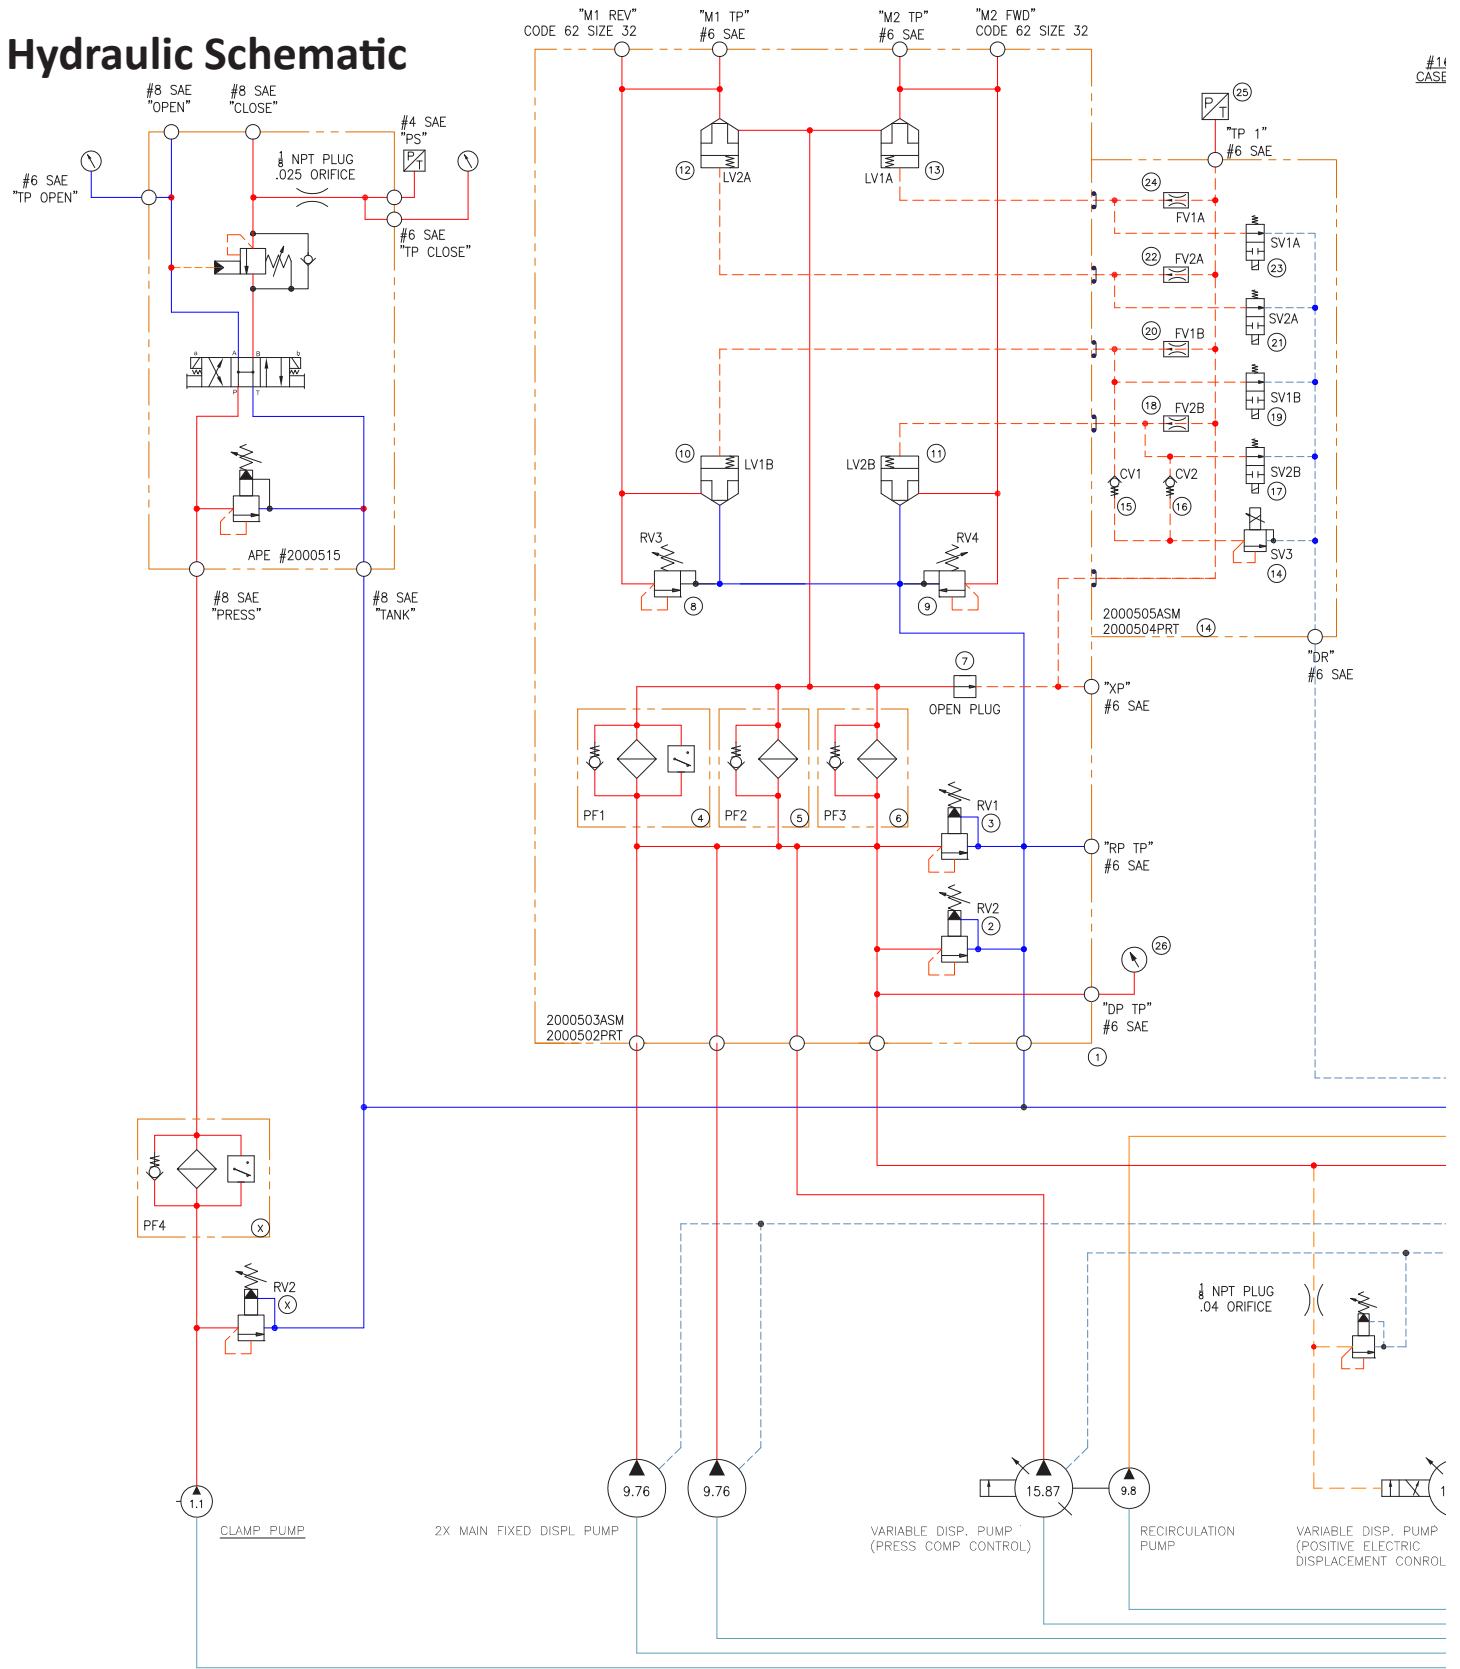 Hydraulic Schematic
"M1 REV"
CODE 62 SIZE 32
"M1 TP"
#6 SAE
"M2 TP"
#6 SAE
"M2 FWD"
CODE 62 SIZE 32
#8 SAE
"OPEN"
#8 SAE
"CLOSE"
#4 SAE
"PS"
P
T
1/8 NPT PLUG
.025 ORIFICE
#6 SAE
"TP OPEN"
#6 SAE
"TP CLOSE"
P
T
25
"TP 1"
#6 SAE
12
LV2A
LV1A
13
24
FV1A
SV1A
23
22
FV2A
SV2A
21
20
FV1B
SV1B
19
18
FV2B
SV2B
17
CV1
15
CV2
16
SV3
14
a
A
B
b
P
T
10
LV1B
LV2B
11
RV3
8
RV4
9
APE #2000515
#8 SAE
"PRESS"
#8 SAE
"TANK"
2000505ASM
2000504PRT
14
"DR"
#6 SAE
7
OPEN PLUG
"XP"
#6 SAE
PF1
4
PF2
5
PF3
6
RV1
3
"RP TP"
#6 SAE
RV2
2
26
"DP TP"
#6 SAE
2000503ASM
2000502PRT
1
PF4
X
RV2
X
1/8 NPT PLUG
.04 ORIFICE
1.1
CLAMP PUMP
9.76
9.76
2X MAIN FIXED DISPL PUMP
15.87
VARIABLE DISP. PUMP
(PRESS COMP CONTROL)
9.8
RECIRCULATION
PUMP
VARIABLE DISP. PUMP
(POSITIVE ELECTRIC
DISPLACEMENT CONROL